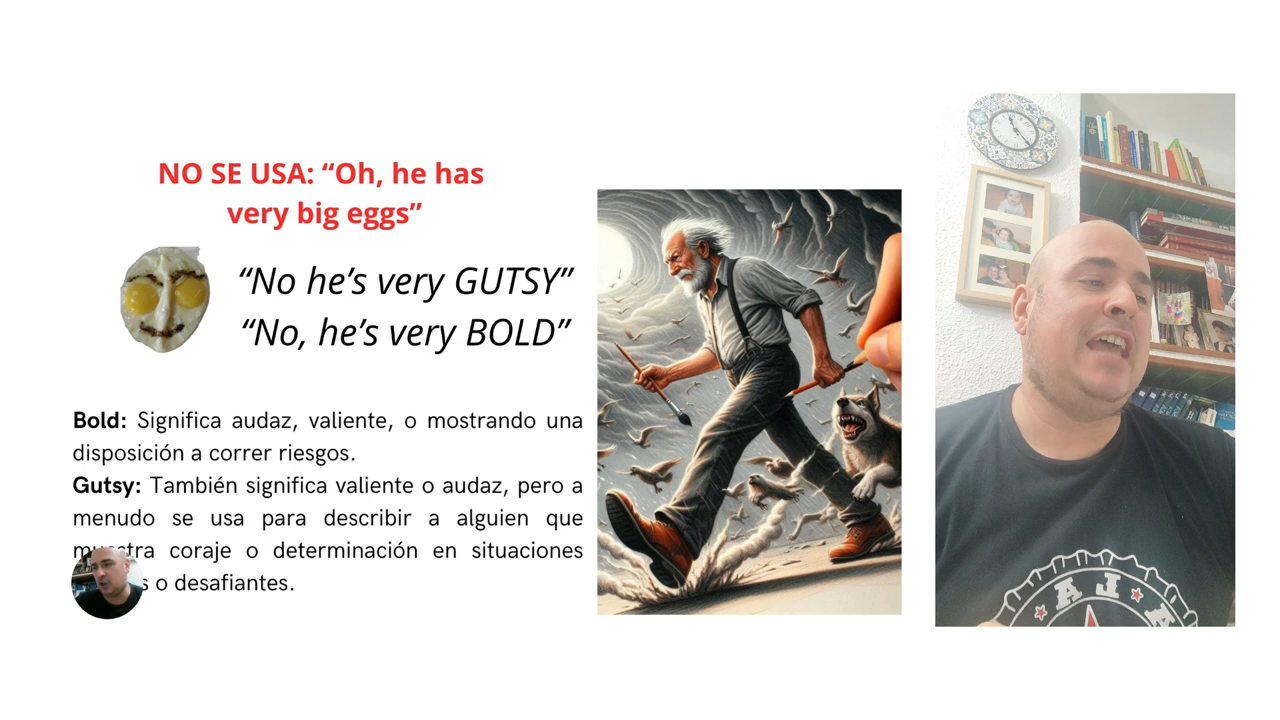 NO SE USA: “Oh, he has
very big eggs”
“No he’s very GUTSY”
“No, he’s very BOLD”
Bold: Significa audaz, valiente, o mostrando una
disposición a correr riesgos.
Gutsy: También significa valiente o audaz, pero a
menudo se usa para describir a alguien que
coraje o determinación en situaciones
o desafiantes.
AJA